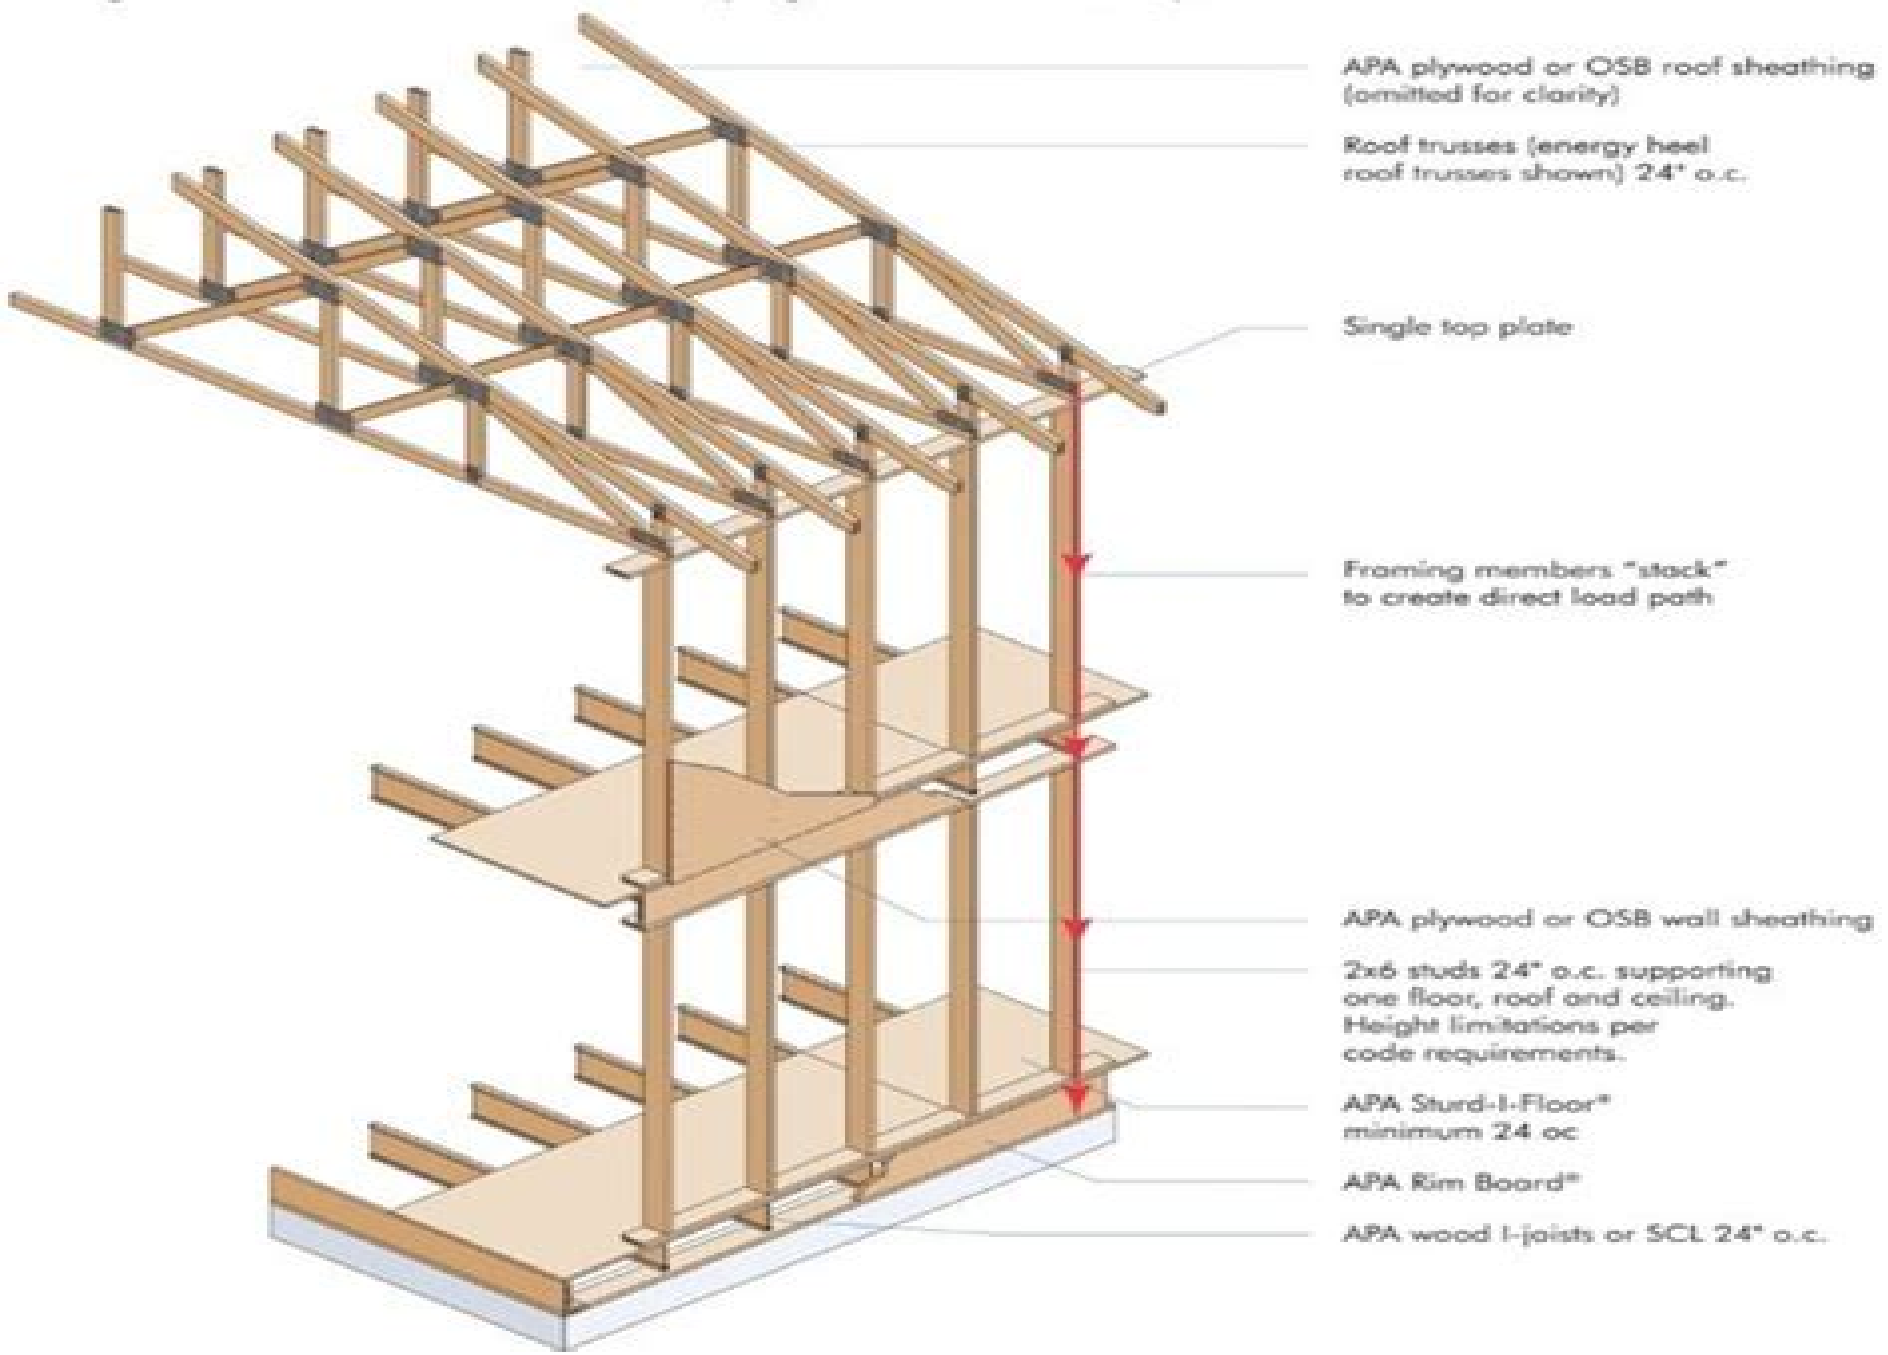 APA plywood or OSB roof sheathing
(omitted for clarity)
Roof trusses (energy heel
roof trusses shown) 24" o.c.
Single top plate
Framing members “stack”
to create direct load path
APA plywood or OSB wall sheathing
2x6 studs 24" o.c. supporting
one floor, roof and ceiling.
Height limitations per
code requirements.
APA Sturd-I-Floor®
minimum 24 oc
APA Rim Board®
APA wood I-joists or SCL 24" o.c.